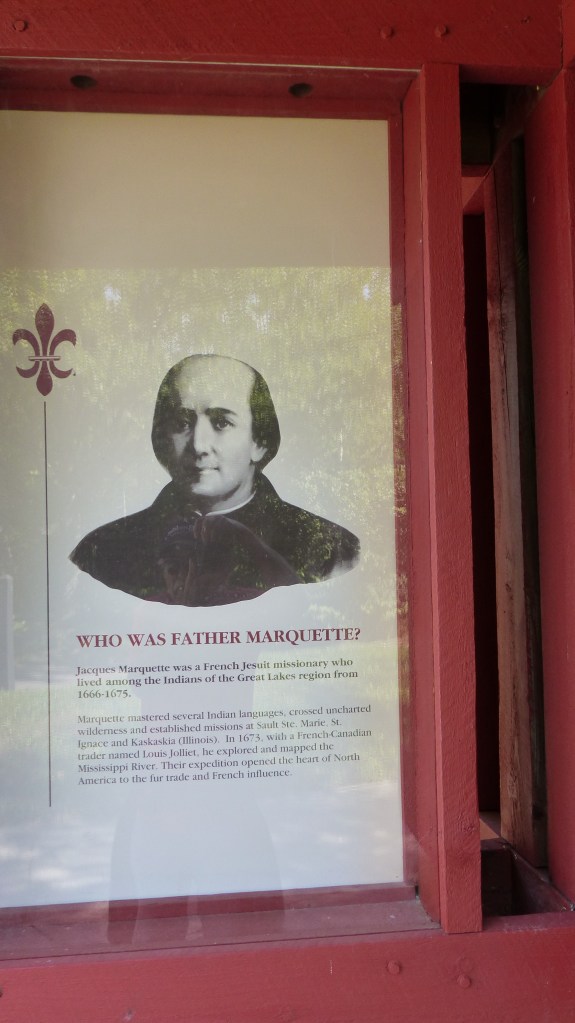 WHO WAS FATHER MARQUETTE?
Jacques Marquette was a French Jesuit missionary who
lived among the Indians of the Great Lakes region from
1666-1675.
Marquette mastered several Indian languages, crossed uncharted
wilderness and established missions at Sault Ste. Marie, St.
Ignace and Kaskaskia (Illinois). In 1673, with a French-Canadian
trader named Louis Jolliet, he explored and mapped the
Mississippi River. Their expedition opened the heart of North
America to the fur trade and French influence.